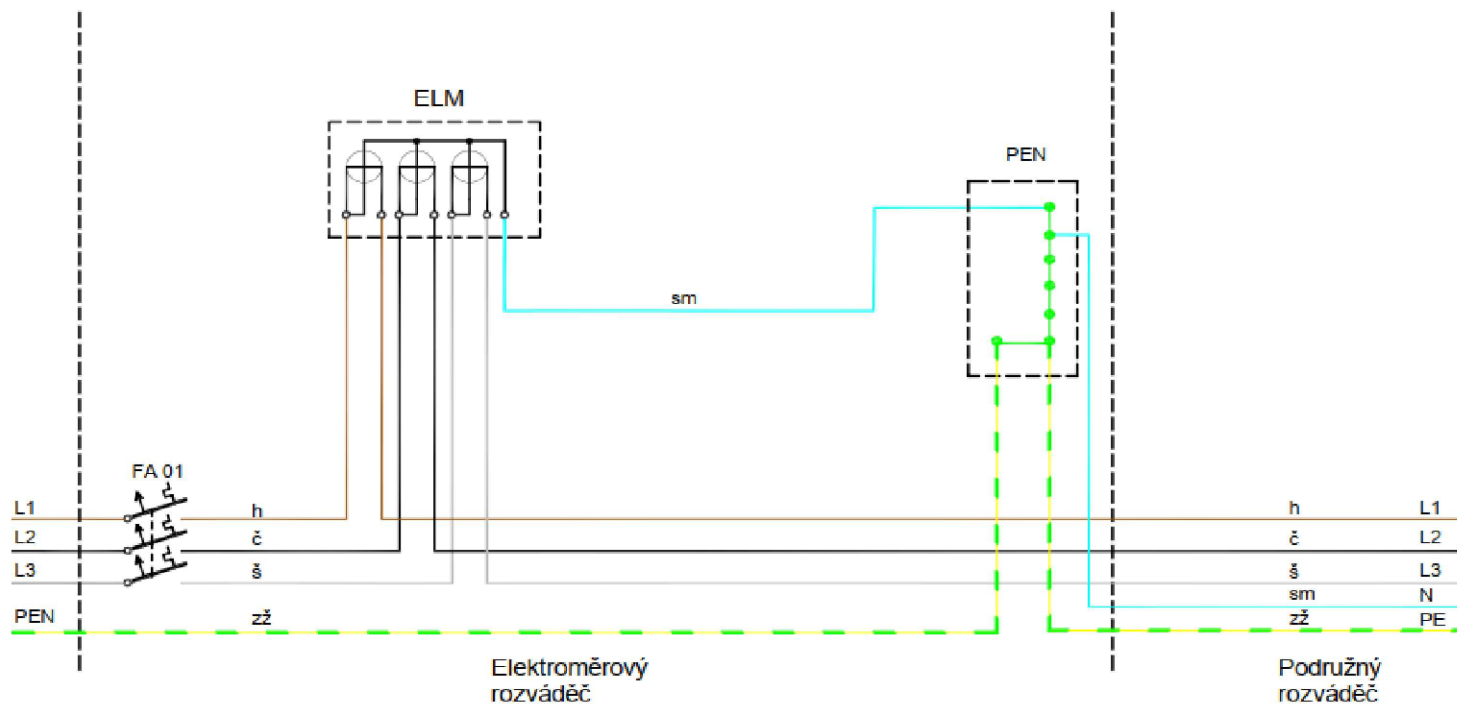 ELM
PEN
sm
FA 01
L1 h h L1
L2 č č L2
L3 š š L3
sm N
PEN zž zž PE
Elektroměrový
rozváděč
Podružný
rozváděč